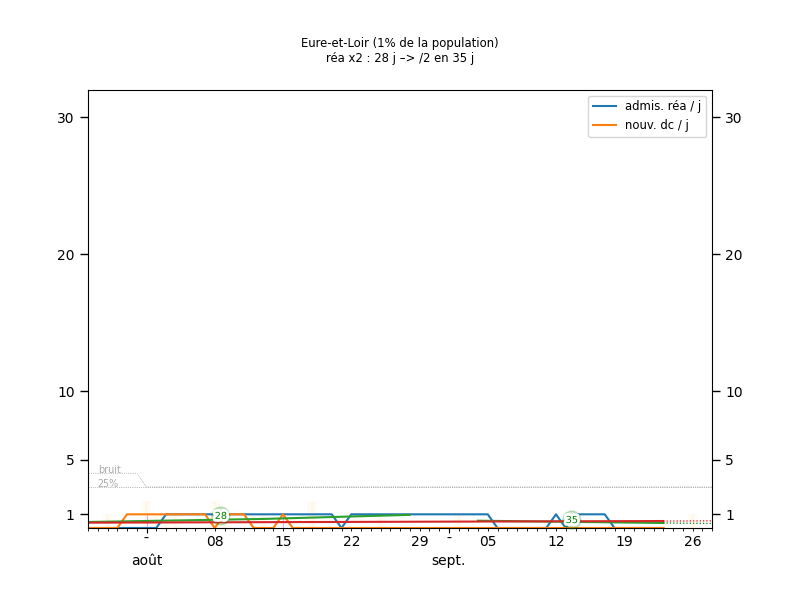 Eure-et-Loir (1% de la population)
réa x2 : 28 j –> /2 en 35 j
admis. réa / j
nouv. dc / j
30 30
20 20
10 10
5 5
1 1
bruit
25%
28
35
- 08 15 22 29 - 05 12 19 26
août sept.